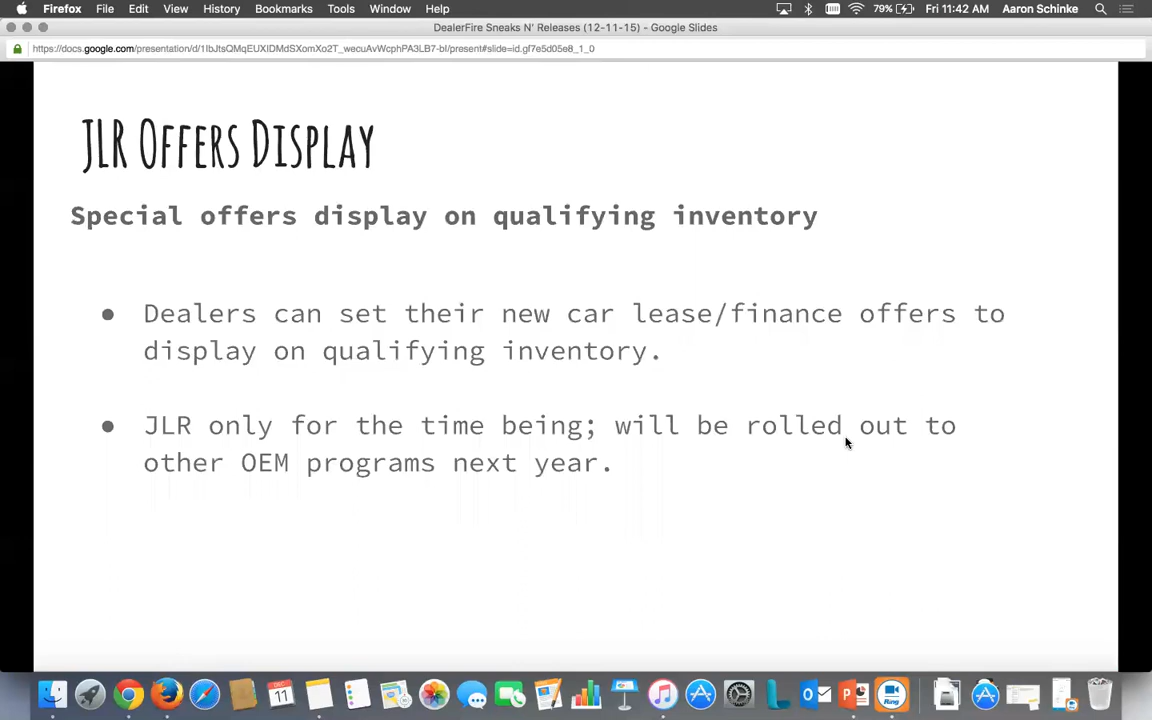 Firefox File Edit View History Bookmarks Tools Window Help 79% Fri 11:42 AM Aaron Schinke
DealerFire Sneaks N' Releases (12-11-15) - Google Slides
JLR Offers Display
Special offers display on qualifying inventory
● Dealers can set their new car lease/finance offers to
display on qualifying inventory.
● JLR only for the time being; will be rolled out to
other OEM programs next year.
11
Ring